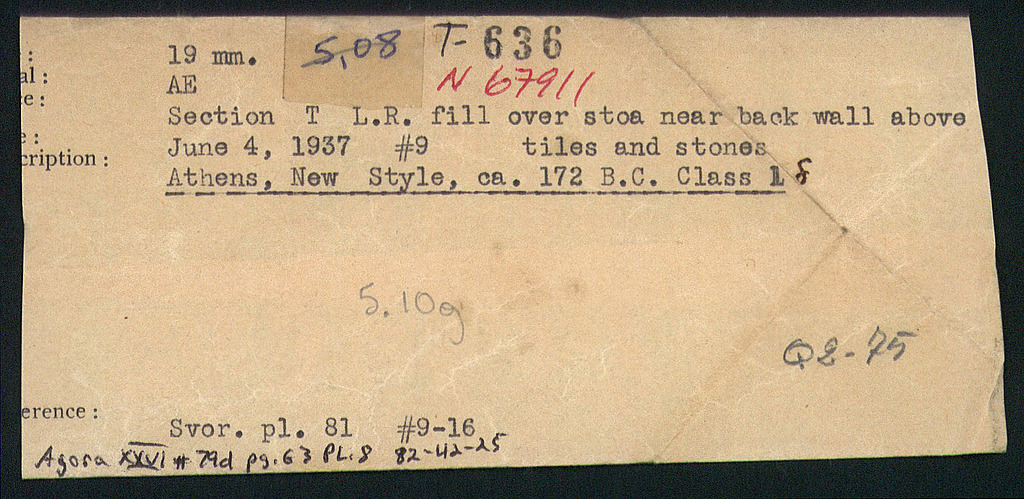 5,08 T- 636
: 19 mm.
al: AE N 67911
ce: Section T L.R. fill over stoa near back wall above
e: June 4, 1937 #9 tiles and stones
cription: Athens, New Style, ca. 172 B.C. Class 1 8
5.10g
Q2-75
erence: Svor. pl. 81 #9-16
Agora XXVI # 79d pg. 63 PL. 8 82-42-25